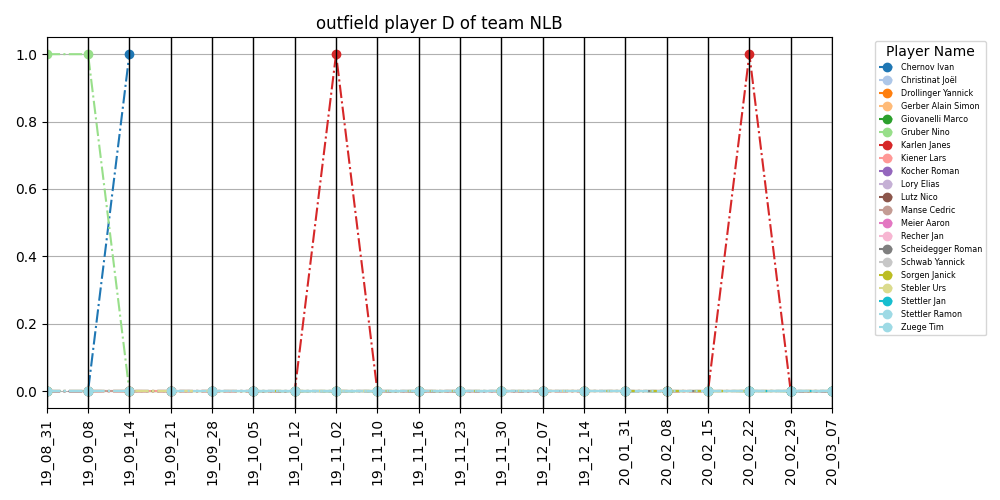 outfield player D of team NLB
1.0
0.8
0.6
0.4
0.2
0.0
19_08_31
19_09_08
19_09_14
19_09_21
19_09_28
19_10_05
19_10_12
19_11_02
19_11_10
19_11_16
19_11_23
19_11_30
19_12_07
19_12_14
20_01_31
20_02_08
20_02_15
20_02_22
20_02_29
20_03_07
Player Name
Chernov Ivan
Christinat Joël
Drollinger Yannick
Gerber Alain Simon
Giovanelli Marco
Gruber Nino
Karlen Janes
Kiener Lars
Kocher Roman
Lory Elias
Lutz Nico
Manse Cedric
Meier Aaron
Recher Jan
Scheidegger Roman
Schwab Yannick
Sorgen Janick
Stebler Urs
Stettler Jan
Stettler Ramon
Zuege Tim